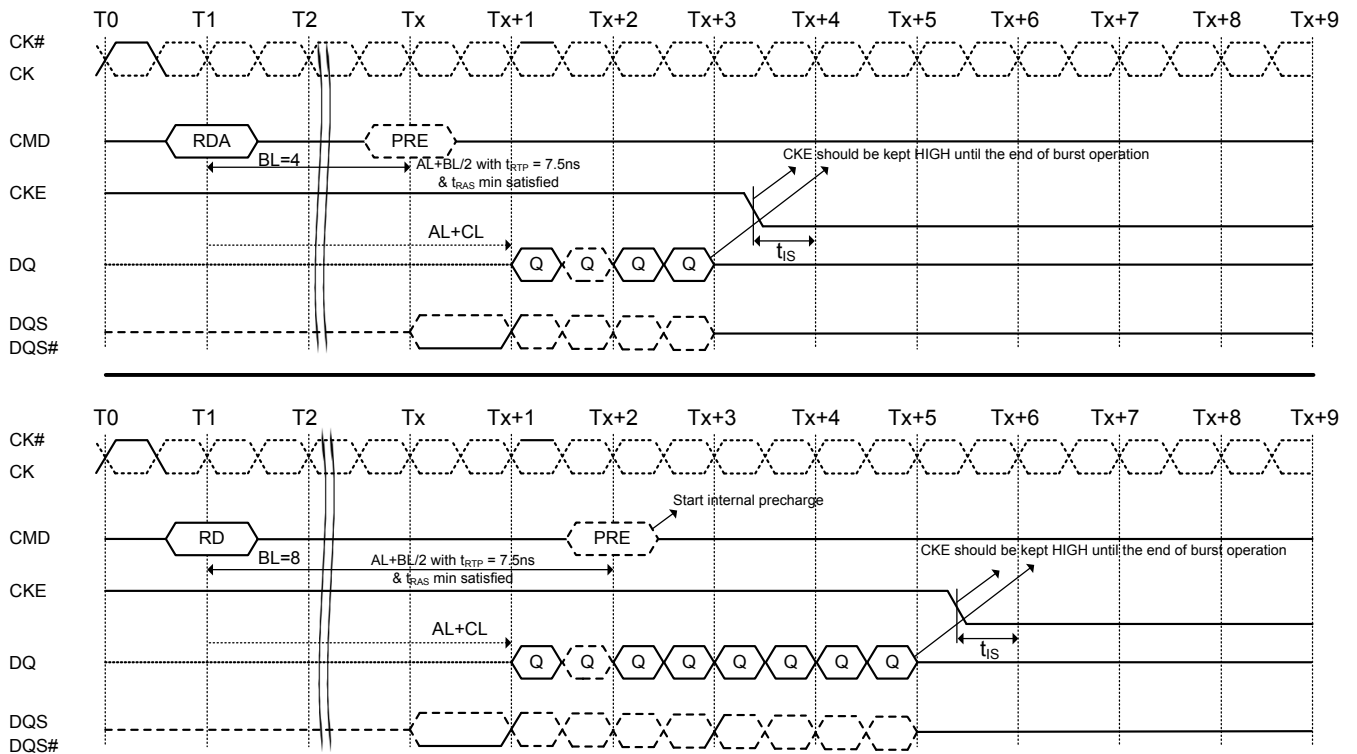 T0 T1 T2 Tx Tx+1 Tx+2 Tx+3 Tx+4 Tx+5 Tx+6 Tx+7 Tx+8 Tx+9
CK#
CK
CMD RDA PRE
BL=4 AL+BL/2 with tRTP = 7.5ns
& tRAS min satisfied
CKE should be kept HIGH until the end of burst operation
CKE
AL+CL
tIS
DQ Q Q Q Q
DQS
DQS#
T0 T1 T2 Tx Tx+1 Tx+2 Tx+3 Tx+4 Tx+5 Tx+6 Tx+7 Tx+8 Tx+9
CK#
CK
Start internal precharge
CMD RD PRE
BL=8 AL+BL/2 with tRTP = 7.5ns
& tRAS min satisfied
CKE should be kept HIGH until the end of burst operation
CKE
AL+CL
tIS
DQ Q Q Q Q Q Q Q Q
DQS
DQS#